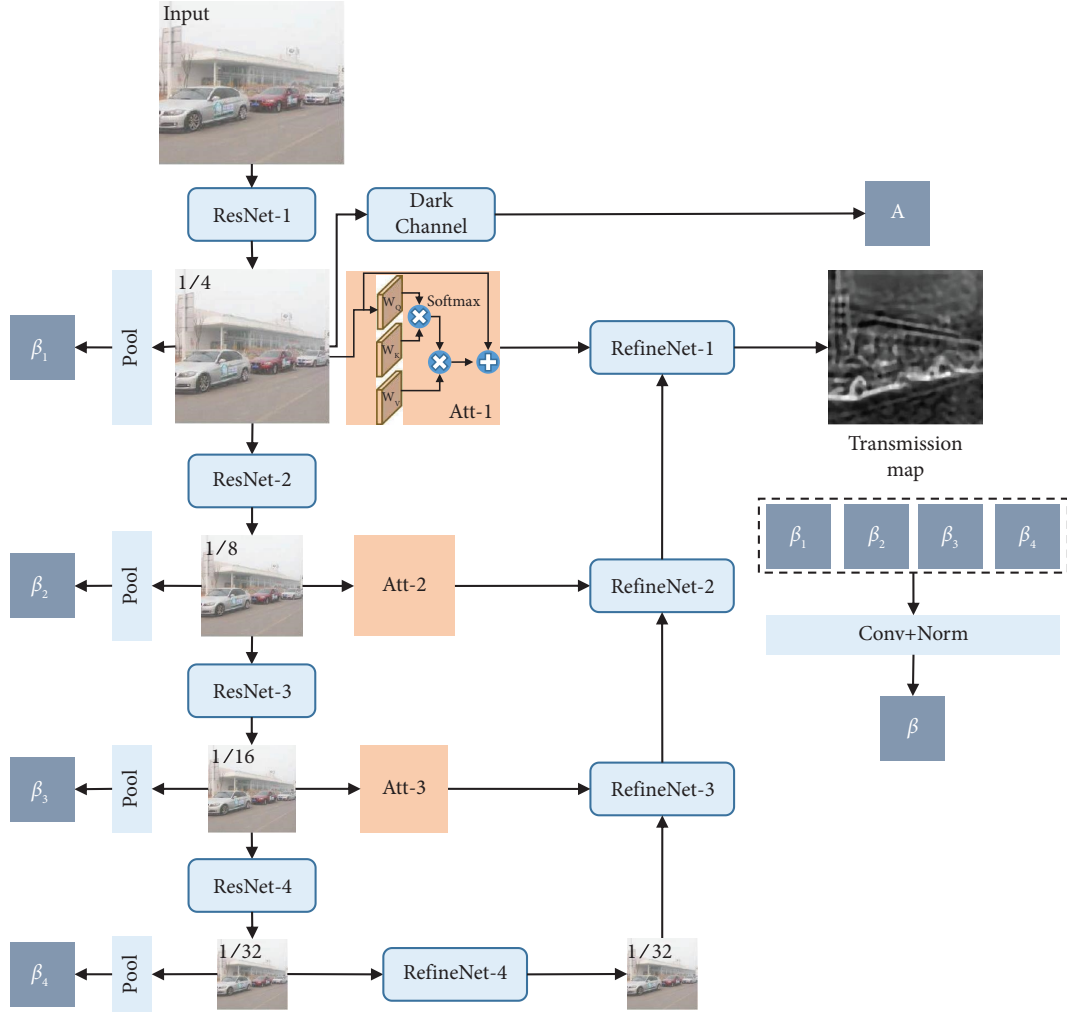 Input
ResNet-1
Dark
Channel
A
1/4
β1
Pool
WQ
Softmax
WK
WV
Att-1
RefineNet-1
Transmission
map
ResNet-2
β1 β2 β3 β4
1/8
β2
Pool
Att-2
RefineNet-2
Conv+Norm
ResNet-3
β
1/16
β3
Pool
Att-3
RefineNet-3
ResNet-4
1/32
β4
Pool
RefineNet-4
1/32